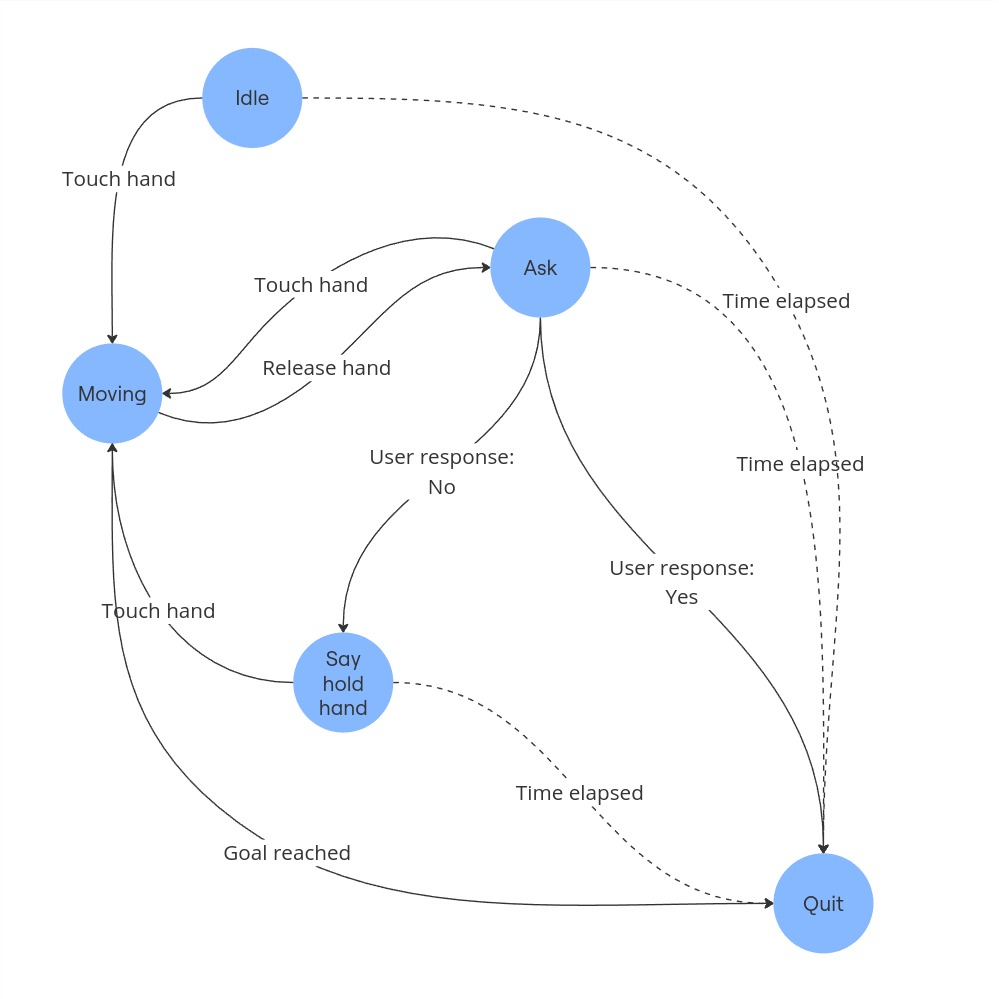 Idle
Touch hand
Ask
Touch hand
Time elapsed
Release hand
Moving
User response:
No
Time elapsed
User response:
Yes
Touch hand
Say
hold
hand
Time elapsed
Goal reached
Quit